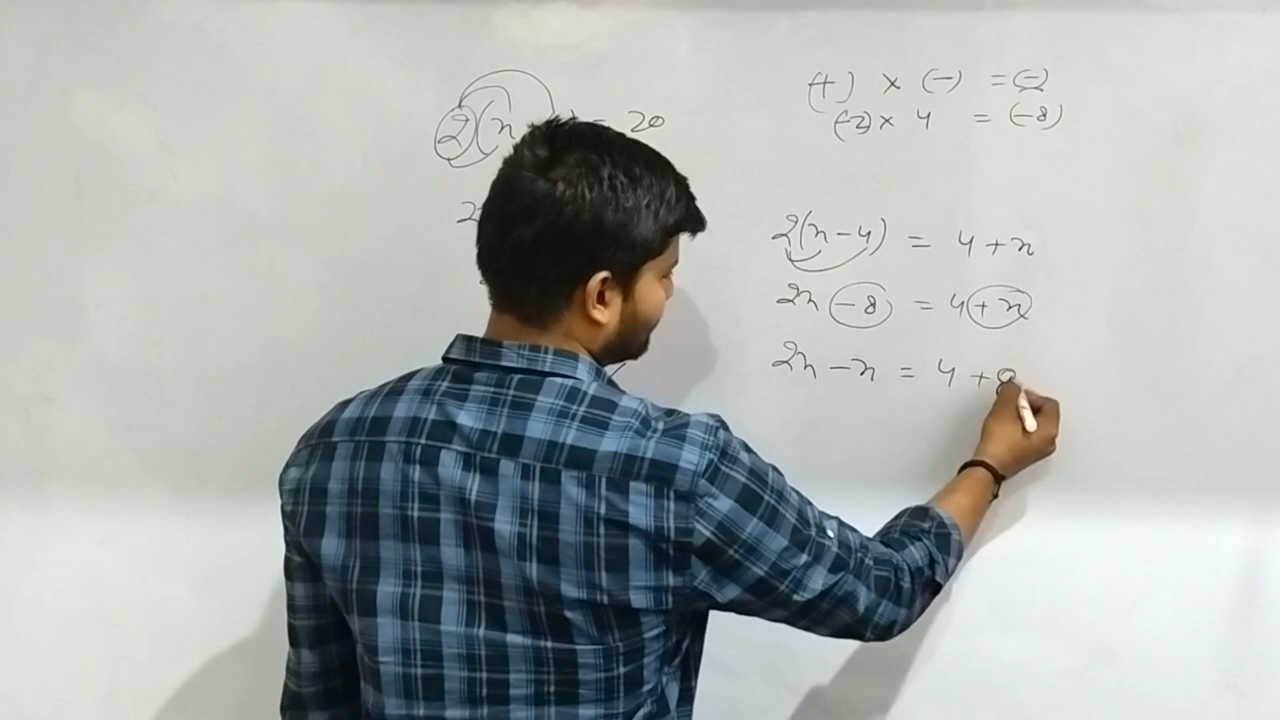 2(x = 20
2
(+) × (-) = (-)
(-2) × 4 = (-8)
2(x-4) = 4+x
2x -8 = 4+x
2x - x = 4+8